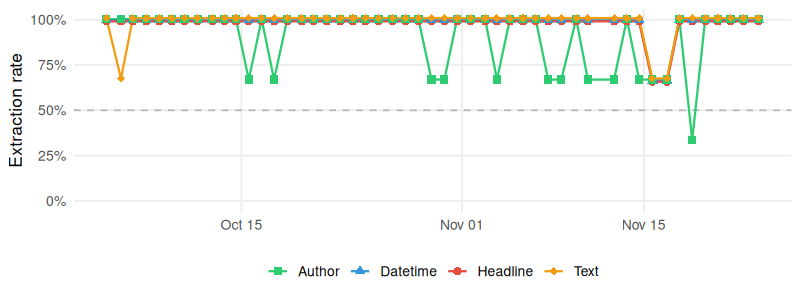 Extraction rate
100%
75%
50%
25%
0%
Oct 15
Nov 01
Nov 15
Author
Datetime
Headline
Text